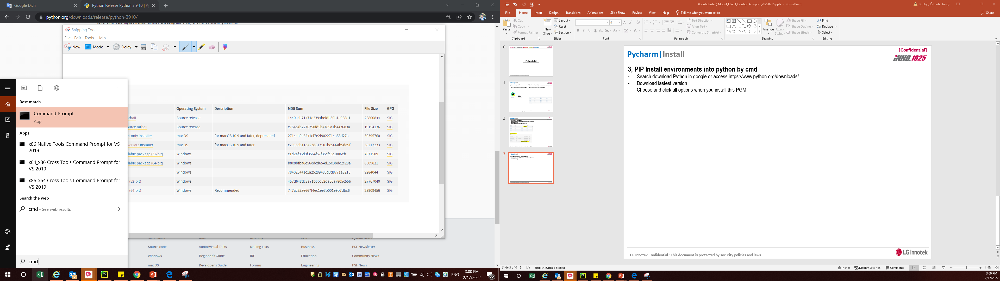 Google Dịch
Python Release Python 3.9.10 | P
python.org/downloads/release/python-3910/
Snipping Tool
File Edit Tools Help
New Mode Delay
Operating System Description MD5 Sum File Size GPG
arball Source release 1440acb71471e2394befdb30b1a958d1 25800844 SIG
ource tarball Source release e754c4b2276750fd5b4785a1b443683a 19154136 SIG
el-only installer macOS for macOS 10.9 and later, deprecated 2714cb9e6241cf7e2f9022714a55d27a 30395760 SIG
versal2 installer macOS for macOS 10.9 and later c2393ab11a423d817501b8566ab5da9f 38217233 SIG
dable package (32-bit) Windows c1d2af96d9f3564f57f35cfc3c1006eb 7671509 SIG
dable package (64-bit) Windows b8e8bfba8e56edcd654d15e3bdc2e29a 8509821 SIG
Windows 784020441c1a25289483d3d8771a8215 9284044 SIG
r (32-bit) Windows 457d648dc8a71b6bc32da30a7805c55b 27767040 SIG
r (64-bit) Windows Recommended 747ac35ae667f4ec1ee3b001e9b7dbc6 28909456 SIG
Best match
Command Prompt
App
Apps
x86 Native Tools Command Prompt for VS
2019
x64_x86 Cross Tools Command Prompt for
VS 2019
x86_x64 Cross Tools Command Prompt for
VS 2019
Search the web
cmd - See web results
cmd
Source code Audio/Visual Talks Mailing Lists Business PSF Newsletter
Windows Beginner's Guide IRC Education Community News
macOS Developer's Guide Forums Engineering PSF News
ENG
3:00 PM
2/17/2022
22
(Confidential) Model_LGVH_Config FA Report_20220215.pptx - PowerPoint
Bobby(Đỗ Đình Hùng)
File Home Insert Design Transitions Animations Slide Show Review View Help Tell me what you want to do Share
Paste
Cut
Copy
Format Painter
Clipboard
New
Slide
Layout
Reset
Section
Slides
9+
Font
Text Direction
Align Text
Convert to SmartArt
Paragraph
Arrange
Quick
Styles
Shape Fill
Shape Outline
Shape Effects
Drawing
Find
Replace
Select
Editing
0
Pycharm Install
1
2
3
Pycharm|Install
[Confidential]
INNO.1825
3, PIP Install environments into python by cmd
- Search download Python in google or access https://www.python.org/downloads/
- Download lastest version
- Choose and click all options when you install this PGM
LG Innotek Confidential : This document is protected by security policies and laws.
LG Innotek
Slide 3 of 0 .. 3 English (United States) Notes Display Settings Comments 114%
3:00 PM
2/17/2022